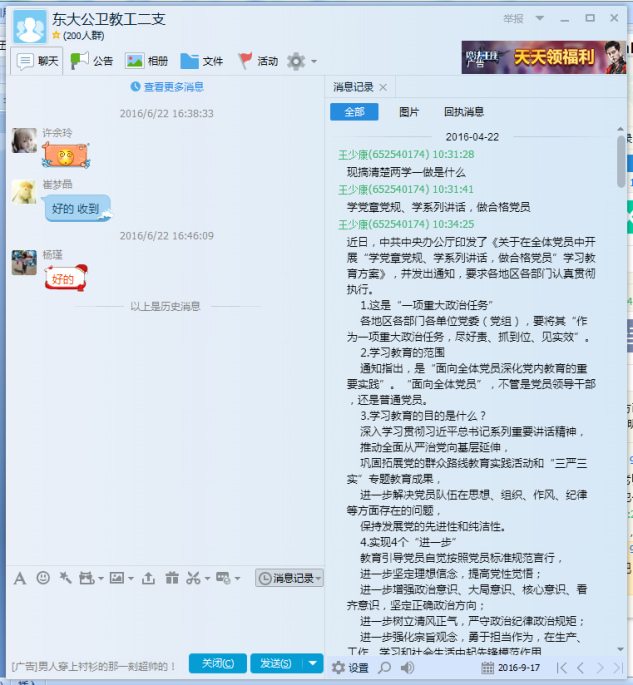 东大公卫教工二支
(200人群)
举报
聊天
公告
相册
文件
活动
广告
天天领福利
查看更多消息
2016/6/22 16:38:33
许余玲
崔梦晶
好的 收到
2016/6/22 16:46:09
杨瑾
好的
以上是历史消息
消息记录
[广告]男人穿上衬衫的那一刻超帅的！
关闭(C)
发送(S)
消息记录
全部
图片
回执消息
2016-04-22
王少康(652540174) 10:31:28
现搞清楚两学一做是什么
王少康(652540174) 10:31:41
学党章党规、学系列讲话，做合格党员
王少康(652540174) 10:34:25
近日，中共中央办公厅印发了《关于在全体党员中开
展“学党章党规、学系列讲话，做合格党员”学习教
育方案》，并发出通知，要求各地区各部门认真贯彻
执行。
1.这是“一项重大政治任务”
各地区各部门各单位党委（党组），要将其“作
为一项重大政治任务，尽好责、抓到位、见实效”。
2.学习教育的范围
通知指出，是“面向全体党员深化党内教育的重
要实践”。“面向全体党员”，不管是党员领导干部
，还是普通党员。
3.学习教育的目的是什么？
深入学习贯彻习近平总书记系列重要讲话精神，
推动全面从严治党向基层延伸，
巩固拓展党的群众路线教育实践活动和“三严三
实”专题教育成果，
进一步解决党员队伍在思想、组织、作风、纪律
等方面存在的问题，
保持发展党的先进性和纯洁性。
4.实现4个“进一步”
教育引导党员自觉按照党员标准规范言行，
进一步坚定理想信念，提高党性觉悟；
进一步增强政治意识、大局意识、核心意识、看
齐意识，坚定正确政治方向；
进一步树立清风正气，严守政治纪律政治规矩；
进一步强化宗旨观念，勇于担当作为，在生产、
工作、学习和社会生活中起先锋模范作用
设置
2016-9-17